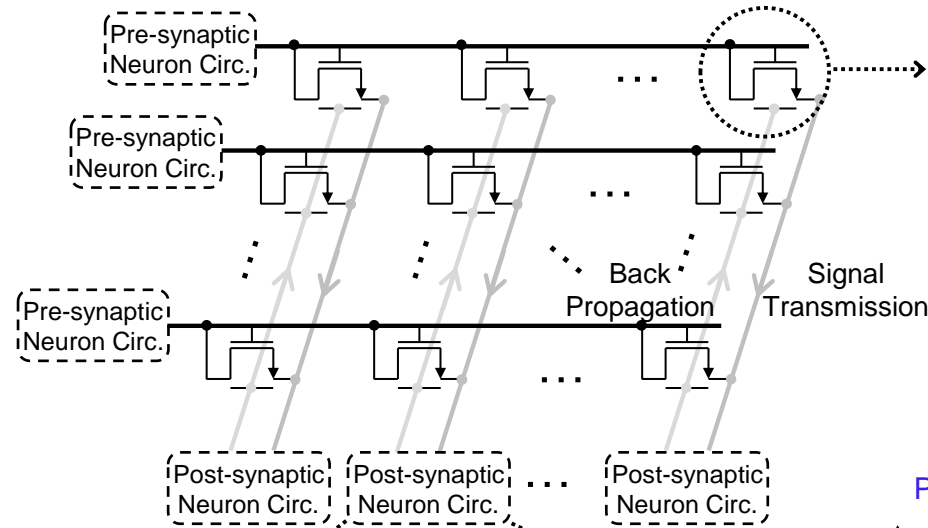 Pre-synaptic
Neuron Circ.
Pre-synaptic
Neuron Circ.
Back
Propagation
Signal
Transmission
Pre-synaptic
Neuron Circ.
Post-synaptic
Neuron Circ.
Post-synaptic
Neuron Circ.
Post-synaptic
Neuron Circ.
P